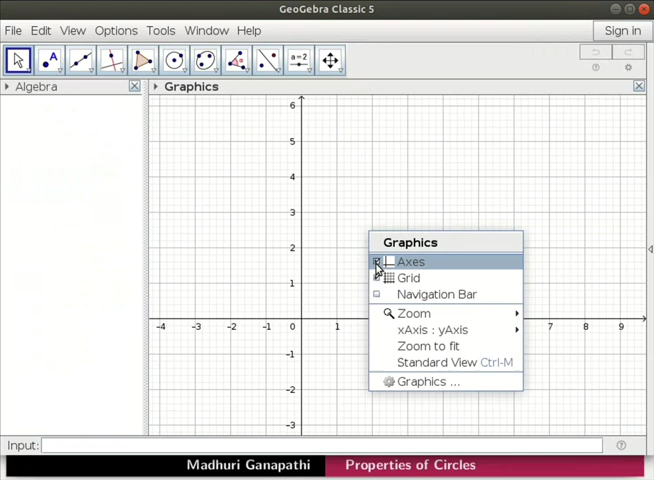 GeoGebra Classic 5
File Edit View Options Tools Window Help
Sign in
A
α
a=2
Algebra
Graphics
6
5
4
3
2
1
-4 -3 -2 -1 0 1 7 8 9
-1
-2
-3
Graphics
Axes
Grid
Navigation Bar
Zoom
xAxis : yAxis
Zoom to fit
Standard View Ctrl-M
Graphics ...
Input:
Madhuri Ganapathi Properties of Circles